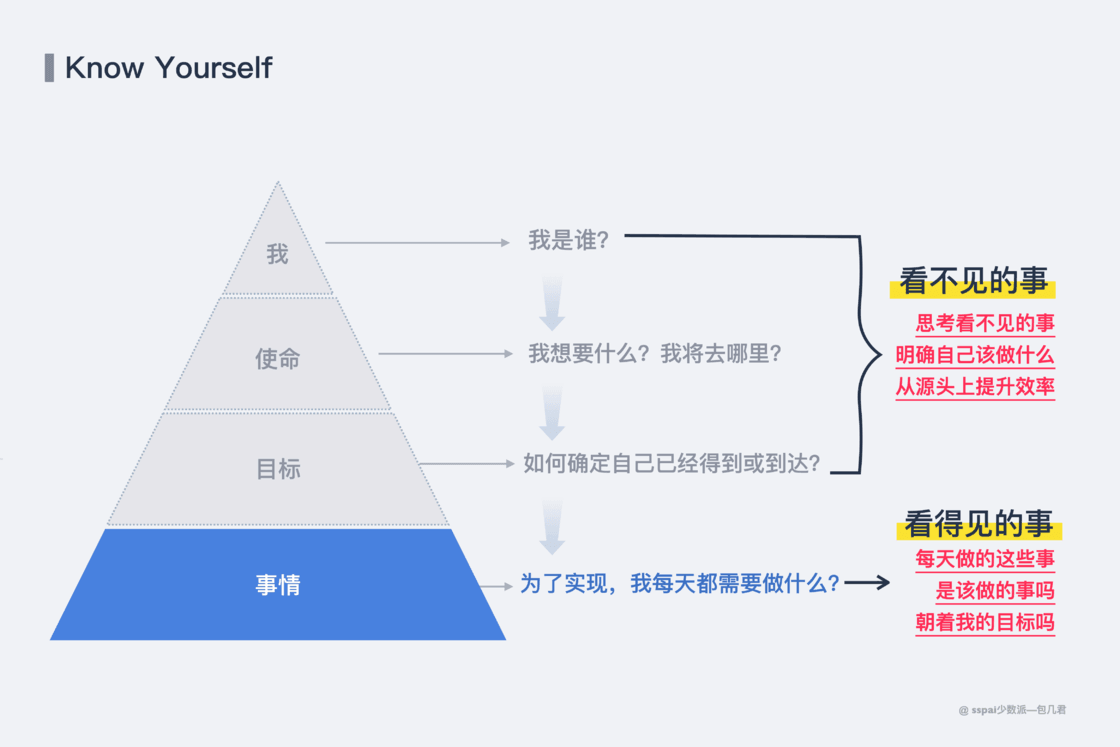 Know Yourself
我
我是谁?
看不见的事
思考看不见的事
明确自己该做什么
从源头上提升效率
使命
我想要什么? 我将去哪里?
目标
如何确定自己已经得到或到达?
看得见的事
每天做的这些事
是该做的事吗
朝着我的目标吗
事情
为了实现，我每天都需要做什么?
@ sspai少数派—包几君